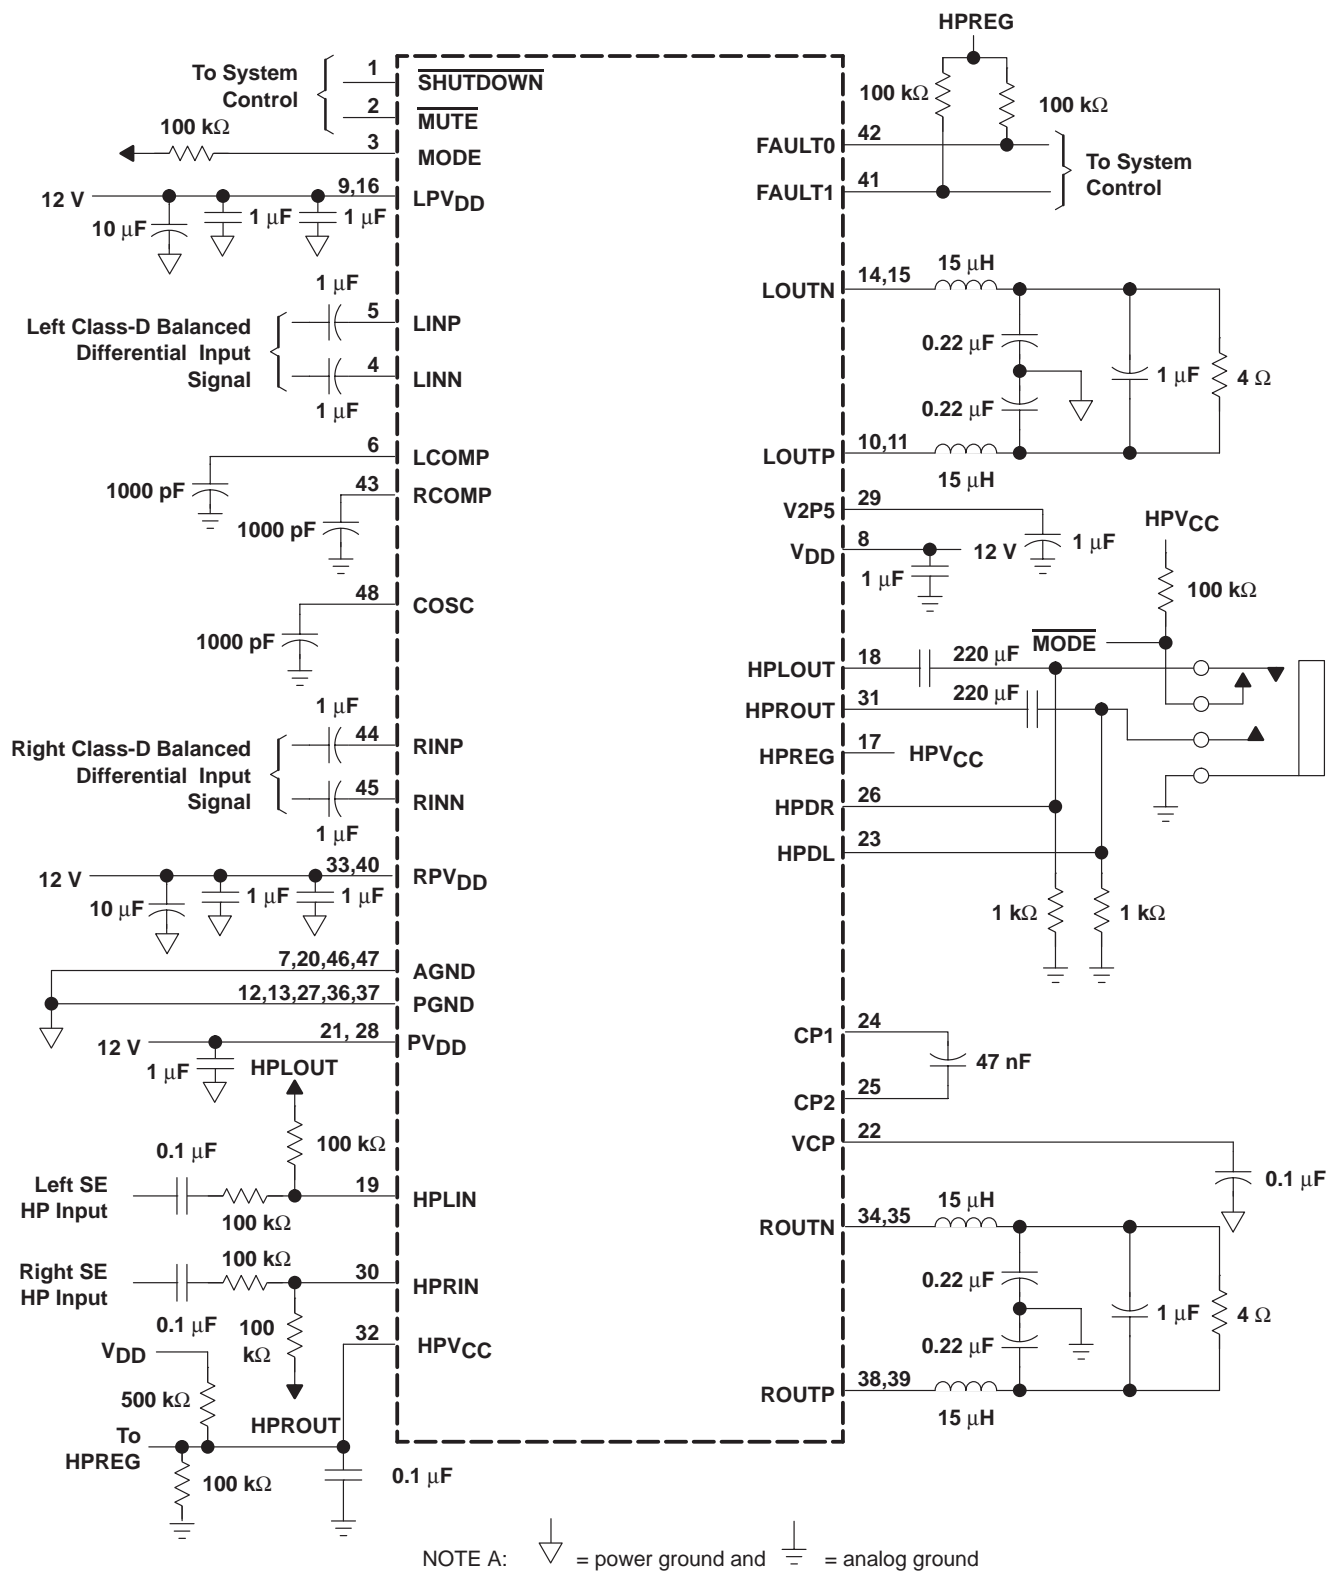 HPREG
To System
Control
1
SHUTDOWN
2
MUTE
100 kΩ
3
MODE
100 kΩ
100 kΩ
FAULT0
42
FAULT1
41
To System
Control
12 V
9,16
LPVDD
10 μF
1 μF
1 μF
1 μF
5
LINP
Left Class-D Balanced
Differential Input
Signal
4
LINN
1 μF
LOUTN
14,15
15 μH
0.22 μF
0.22 μF
1 μF
4 Ω
LOUTP
10,11
15 μH
6
LCOMP
1000 pF
43
RCOMP
1000 pF
V2P5
29
1 μF
VDD
8
12 V
1 μF
HPVCC
100 kΩ
48
COSC
1000 pF
MODE
HPLOUT
18
220 μF
HPROUT
31
220 μF
HPREG
17
HPVCC
HPDR
26
HPDL
23
1 kΩ
1 kΩ
1 μF
44
RINP
Right Class-D Balanced
Differential Input
Signal
45
RINN
1 μF
12 V
33,40
RPVDD
10 μF
1 μF
1 μF
7,20,46,47
AGND
12,13,27,36,37
PGND
12 V
21, 28
PVDD
1 μF
HPLOUT
100 kΩ
CP1
24
47 nF
CP2
25
VCP
22
0.1 μF
0.1 μF
Left SE
HP Input
100 kΩ
19
HPLIN
Right SE
HP Input
100 kΩ
30
HPRIN
0.1 μF
100
kΩ
HPROUT
32
HPVCC
VDD
500 kΩ
To
HPREG
100 kΩ
0.1 μF
ROUTN
34,35
15 μH
0.22 μF
0.22 μF
1 μF
4 Ω
ROUTP
38,39
15 μH
NOTE A:
= power ground and
= analog ground